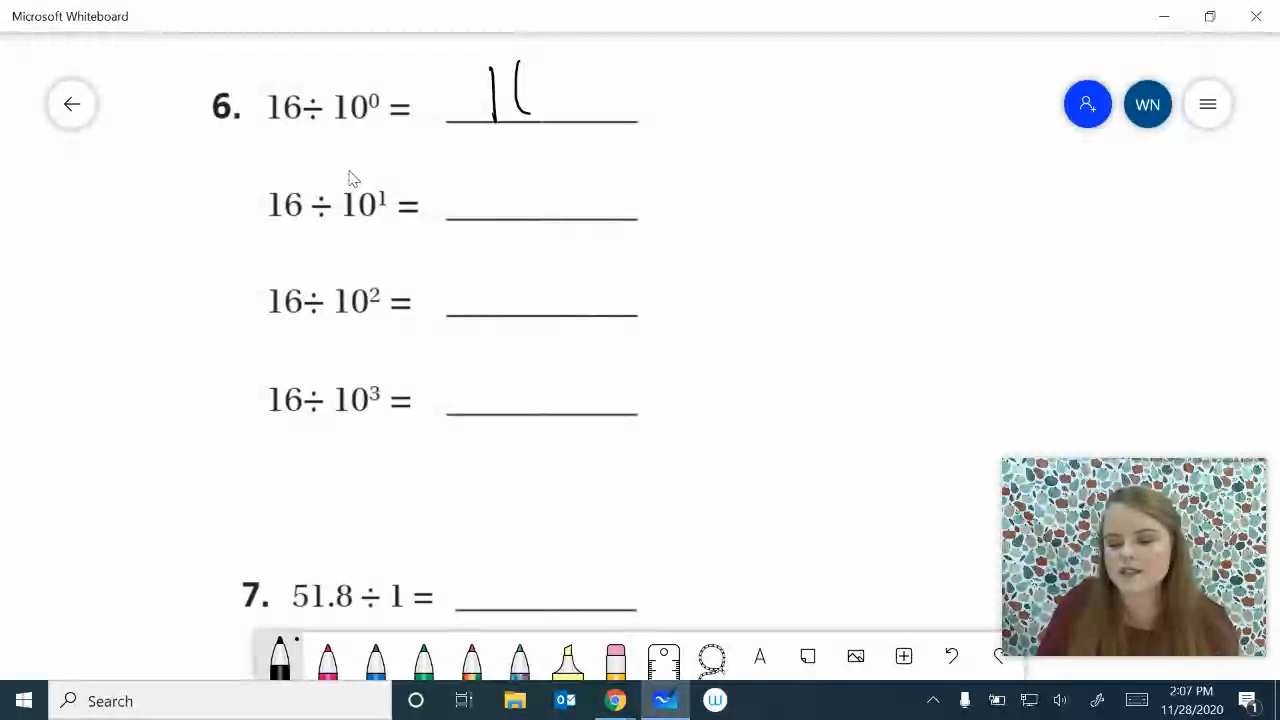 Microsoft Whiteboard
WN
6. 16÷ 10⁰ =
16 ÷ 10¹ =
16÷ 10² =
16÷ 10³ =
7. 51.8 ÷ 1 =
A
Search
2:07 PM
11/28/2020